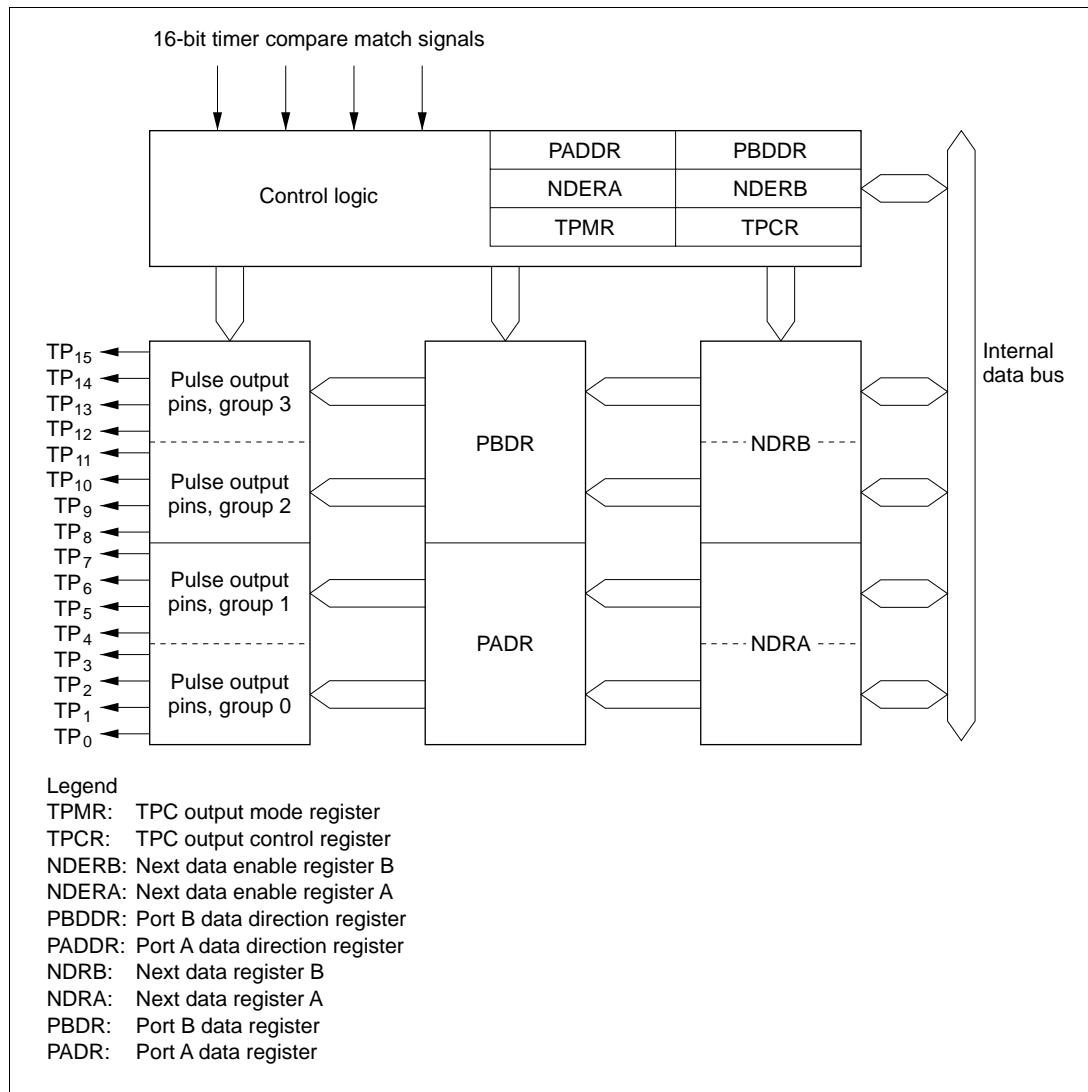 16-bit timer compare match signals
PADDR PBDDR
Control logic NDERA NDERB
TPMR TPCR
Internal
data bus
TP15
TP14
TP13
TP12
TP11
TP10
TP9
TP8
TP7
TP6
TP5
TP4
TP3
TP2
TP1
TP0
Pulse output
pins, group 3
Pulse output
pins, group 2
Pulse output
pins, group 1
Pulse output
pins, group 0
PBDR
PADR
NDRB
NDRA
Legend
TPMR: TPC output mode register
TPCR: TPC output control register
NDERB: Next data enable register B
NDERA: Next data enable register A
PBDDR: Port B data direction register
PADDR: Port A data direction register
NDRB: Next data register B
NDRA: Next data register A
PBDR: Port B data register
PADR: Port A data register